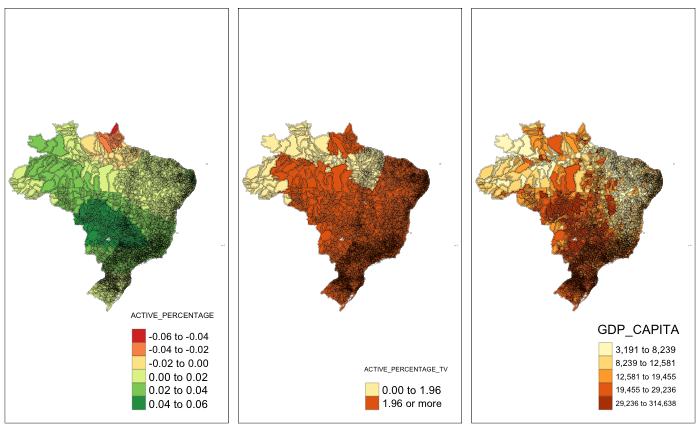 ACTIVE_PERCENTAGE
-0.06 to -0.04
-0.04 to -0.02
-0.02 to 0.00
0.00 to 0.02
0.02 to 0.04
0.04 to 0.06
ACTIVE_PERCENTAGE_TV
0.00 to 1.96
1.96 or more
GDP_CAPITA
3,191 to 8,239
8,239 to 12,581
12,581 to 19,455
19,455 to 29,236
29,236 to 314,638